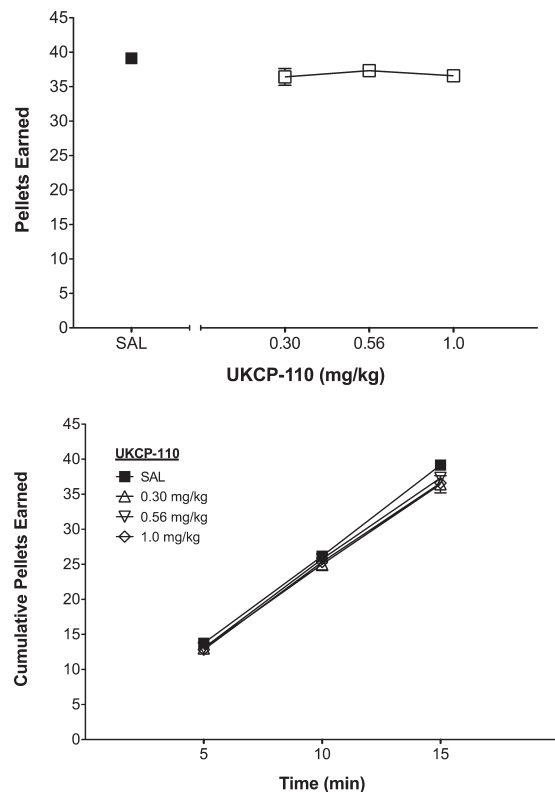 45
40
35
30
25
20
15
10
5
0
Pellets Earned
SAL 0.30 0.56 1.0
UKCP-110 (mg/kg)
45
40
35
30
25
20
15
10
5
0
Cumulative Pellets Earned
UKCP-110
SAL
0.30 mg/kg
0.56 mg/kg
1.0 mg/kg
5 10 15
Time (min)